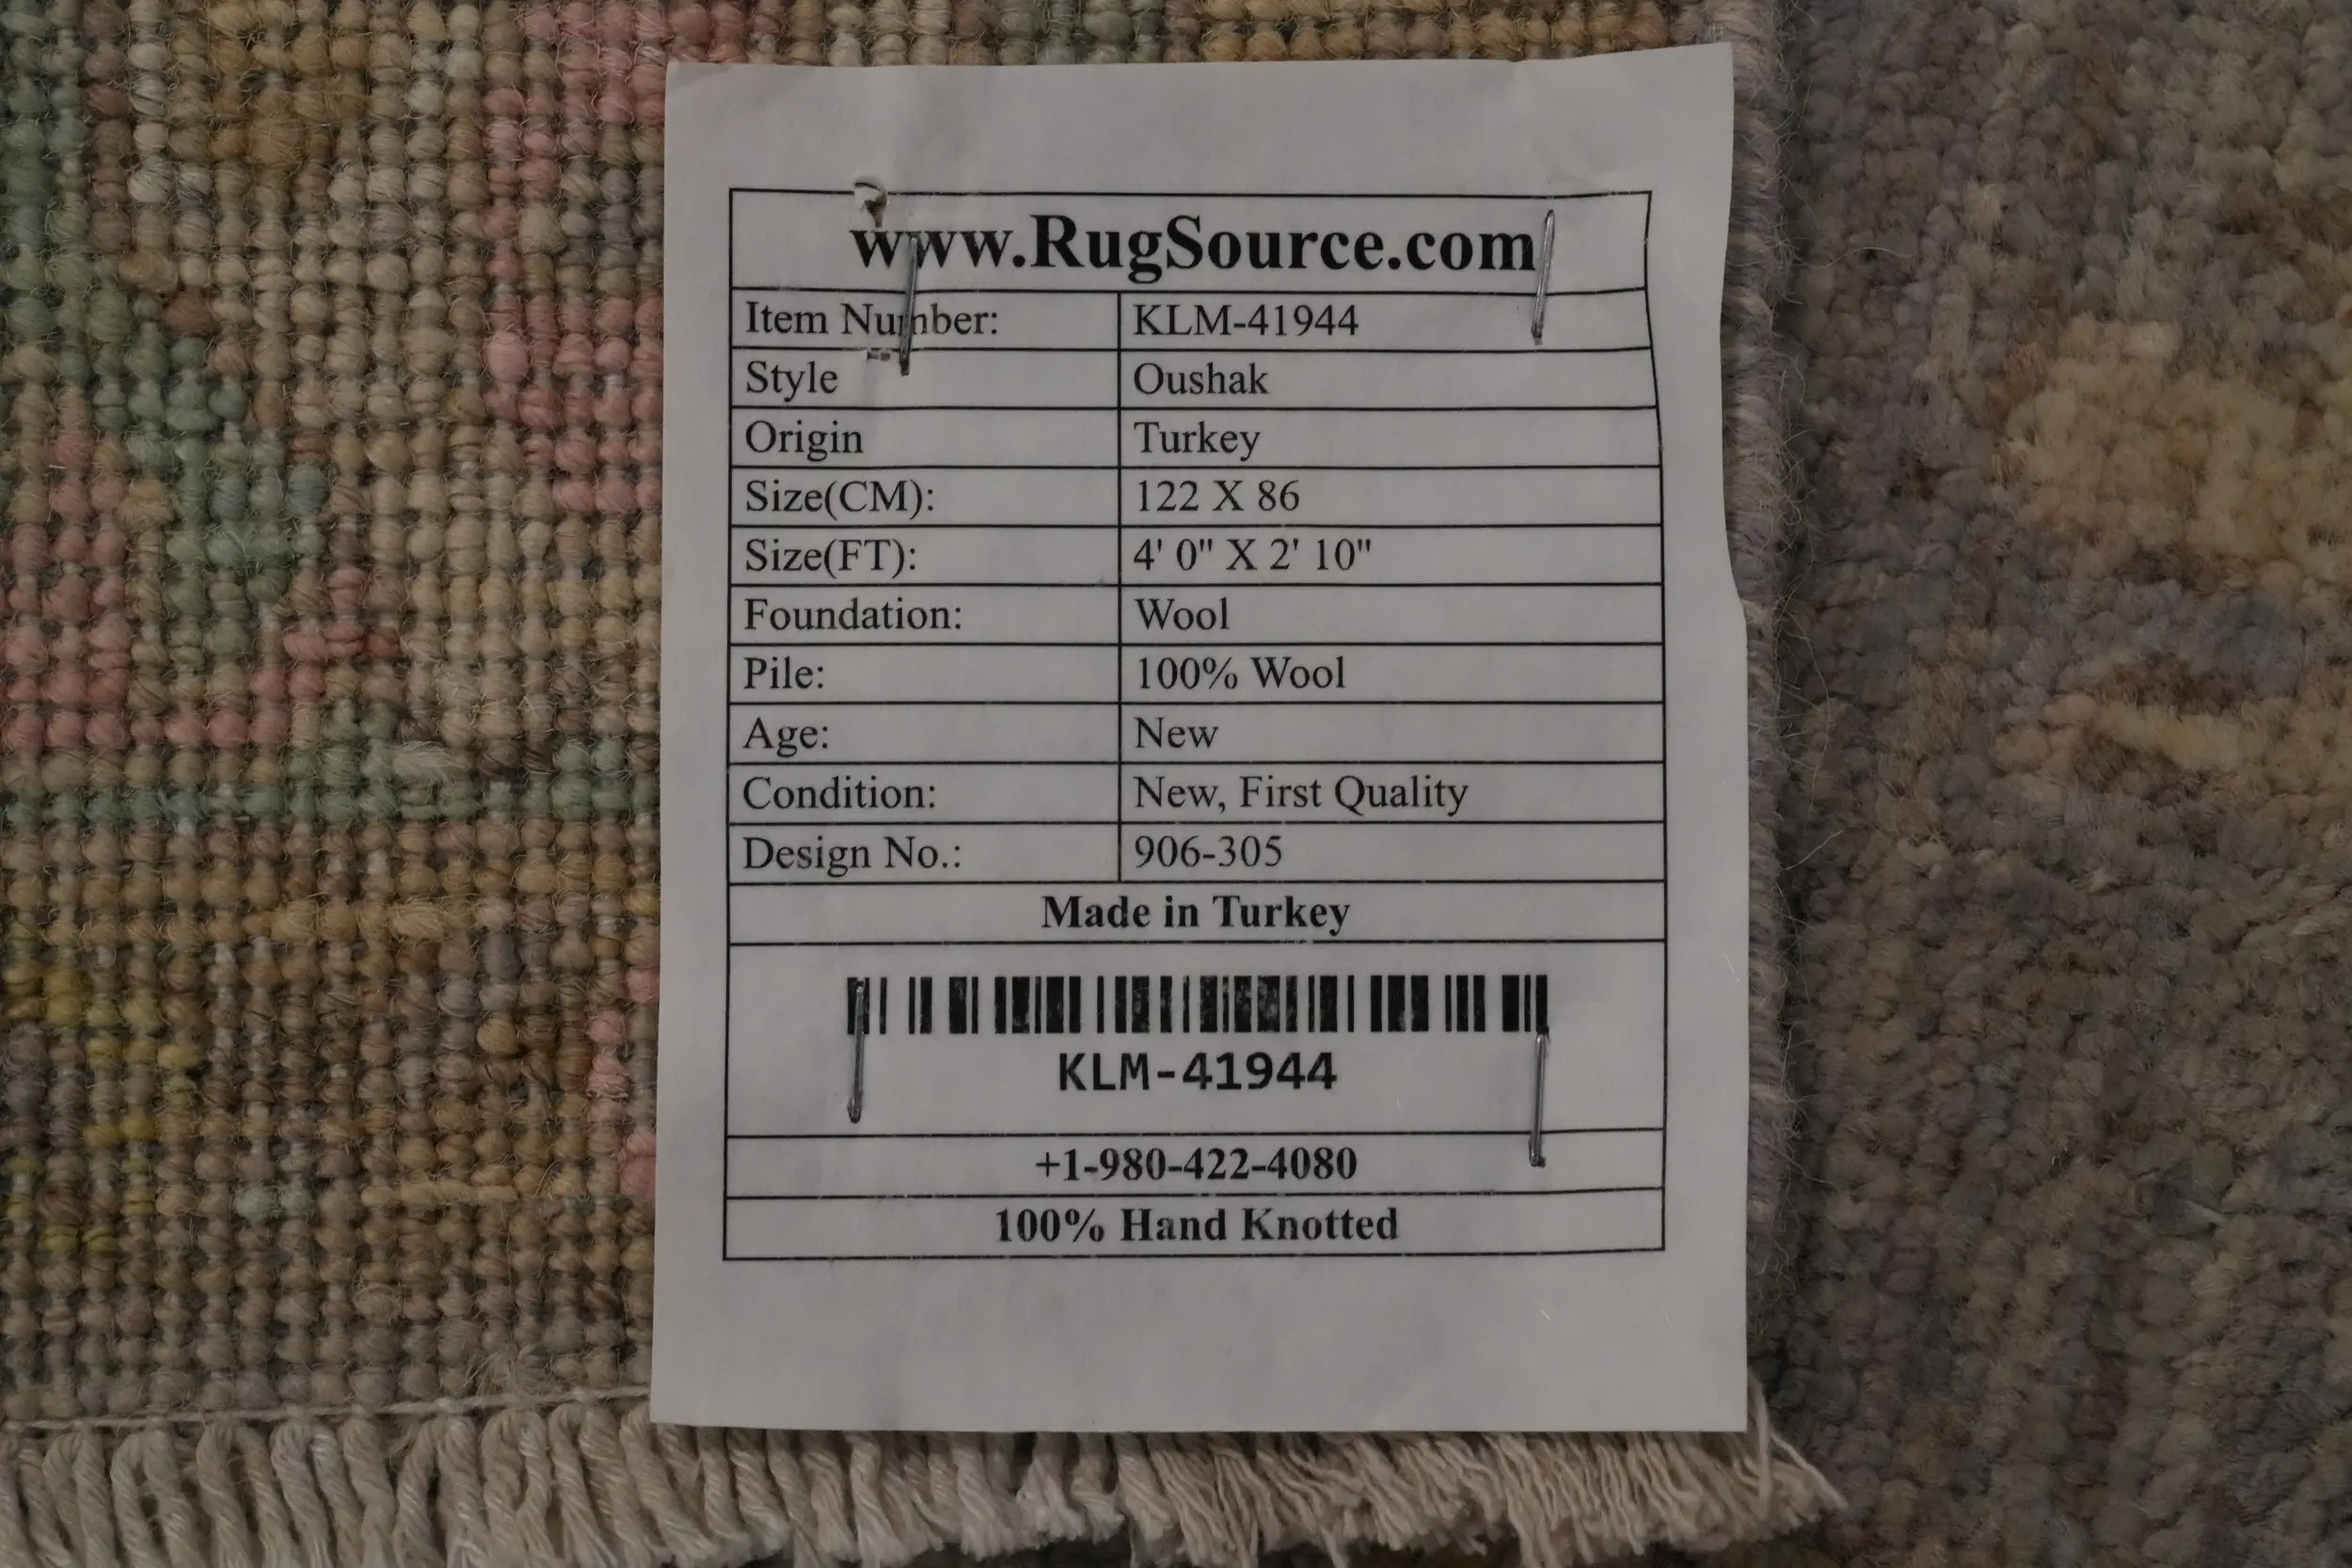 www.RugSource.com
Item Number: KLM-41944
Style Oushak
Origin Turkey
Size(CM): 122 X 86
Size(FT): 4' 0" X 2' 10"
Foundation: Wool
Pile: 100% Wool
Age: New
Condition: New, First Quality
Design No.: 906-305
Made in Turkey
KLM-41944
+1-980-422-4080
100% Hand Knotted